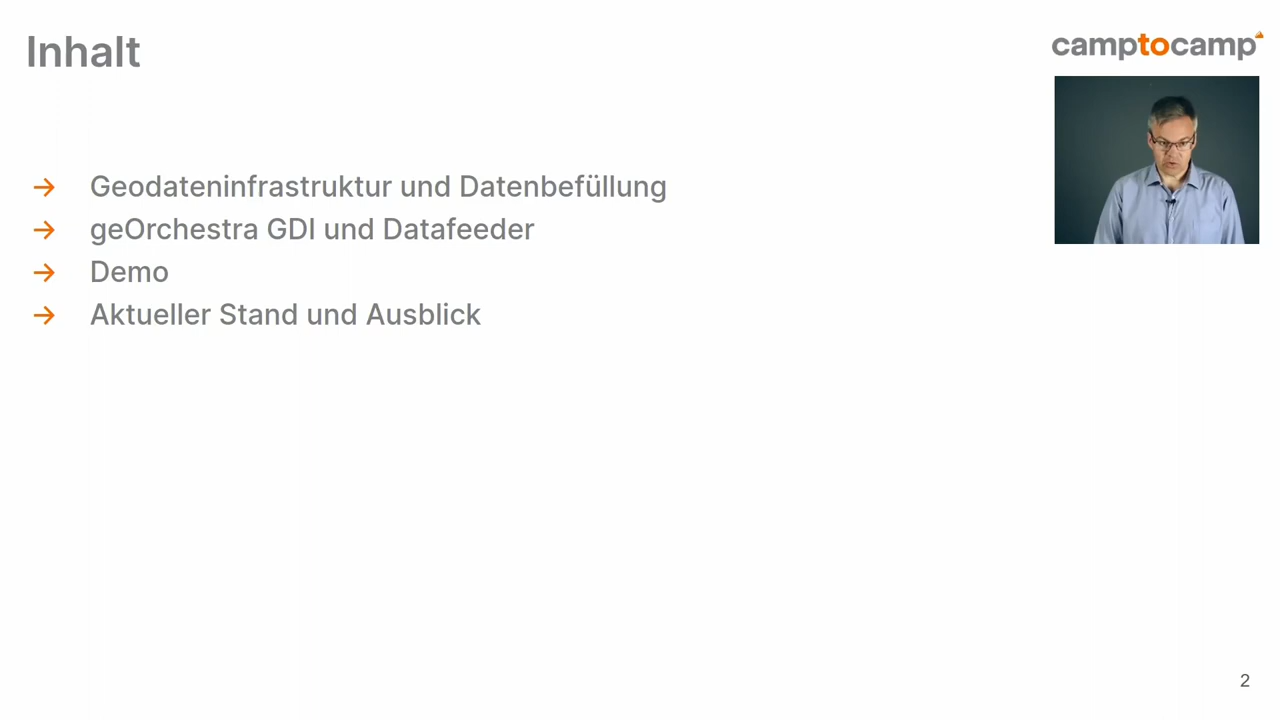 Inhalt
camptocamp
→ Geodateninfrastruktur und Datenbefüllung
→ geOrchestra GDI und Datafeeder
→ Demo
→ Aktueller Stand und Ausblick
2